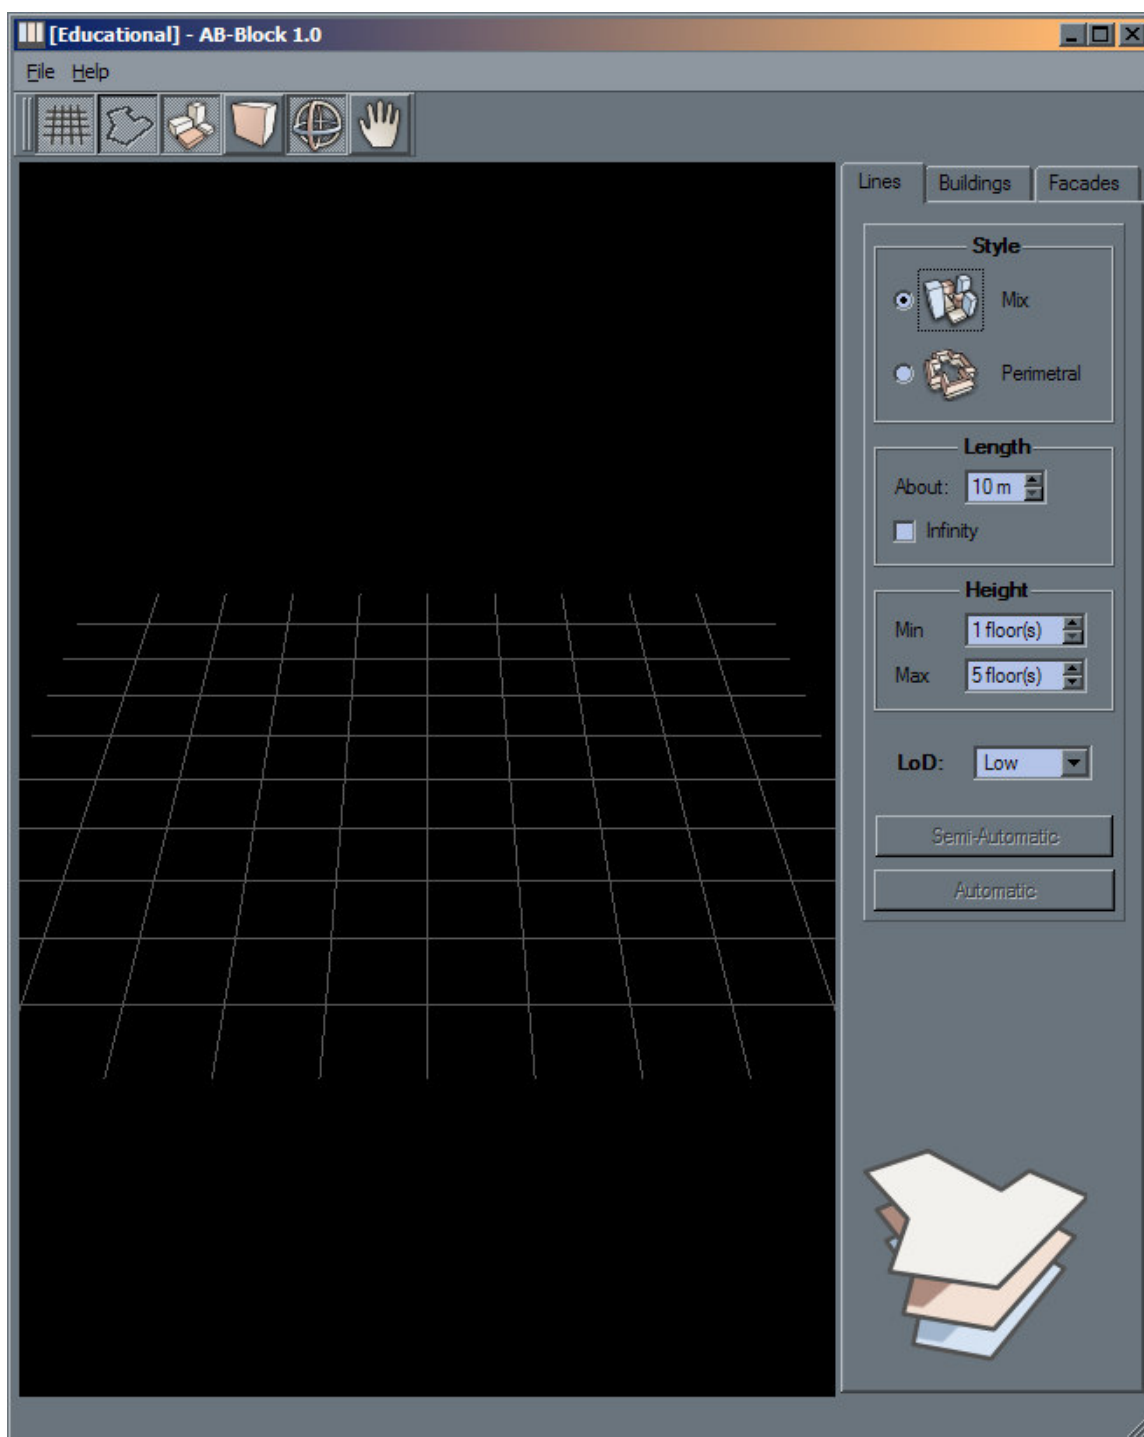 [Educational] - AB-Block 1.0
File Help
Lines Buildings Facades
Style
Mix
Perimetral
Length
About: 10 m
Infinity
Height
Min 1 floor(s)
Max 5 floor(s)
LoD: Low
Semi-Automatic
Automatic